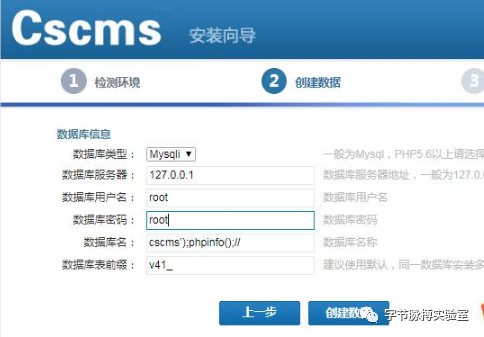 Cscms 安装向导
1 检测环境 2 创建数据 3
数据库信息
数据库类型： Mysqli 一般为Mysql，PHP5.6以上请选择
数据库服务器： 127.0.0.1 数据库服务器地址，一般为127.0.
数据库用户名： root 数据库用户名
数据库密码： root 数据库密码
数据库名： cscms');phpinfo();// 数据库名称
数据库表前缀： v41_ 建议使用默认，同一数据库安装多
上一步 创建数 字节脉搏实验室